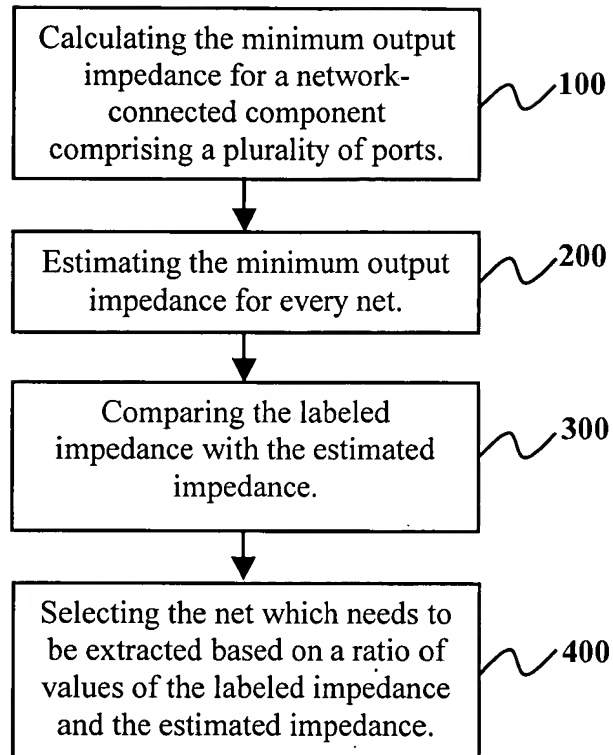 Calculating the minimum output
impedance for a network-
connected component
comprising a plurality of ports.
100
Estimating the minimum output
impedance for every net.
200
Comparing the labeled
impedance with the estimated
impedance.
300
Selecting the net which needs to
be extracted based on a ratio of
values of the labeled impedance
and the estimated impedance.
400